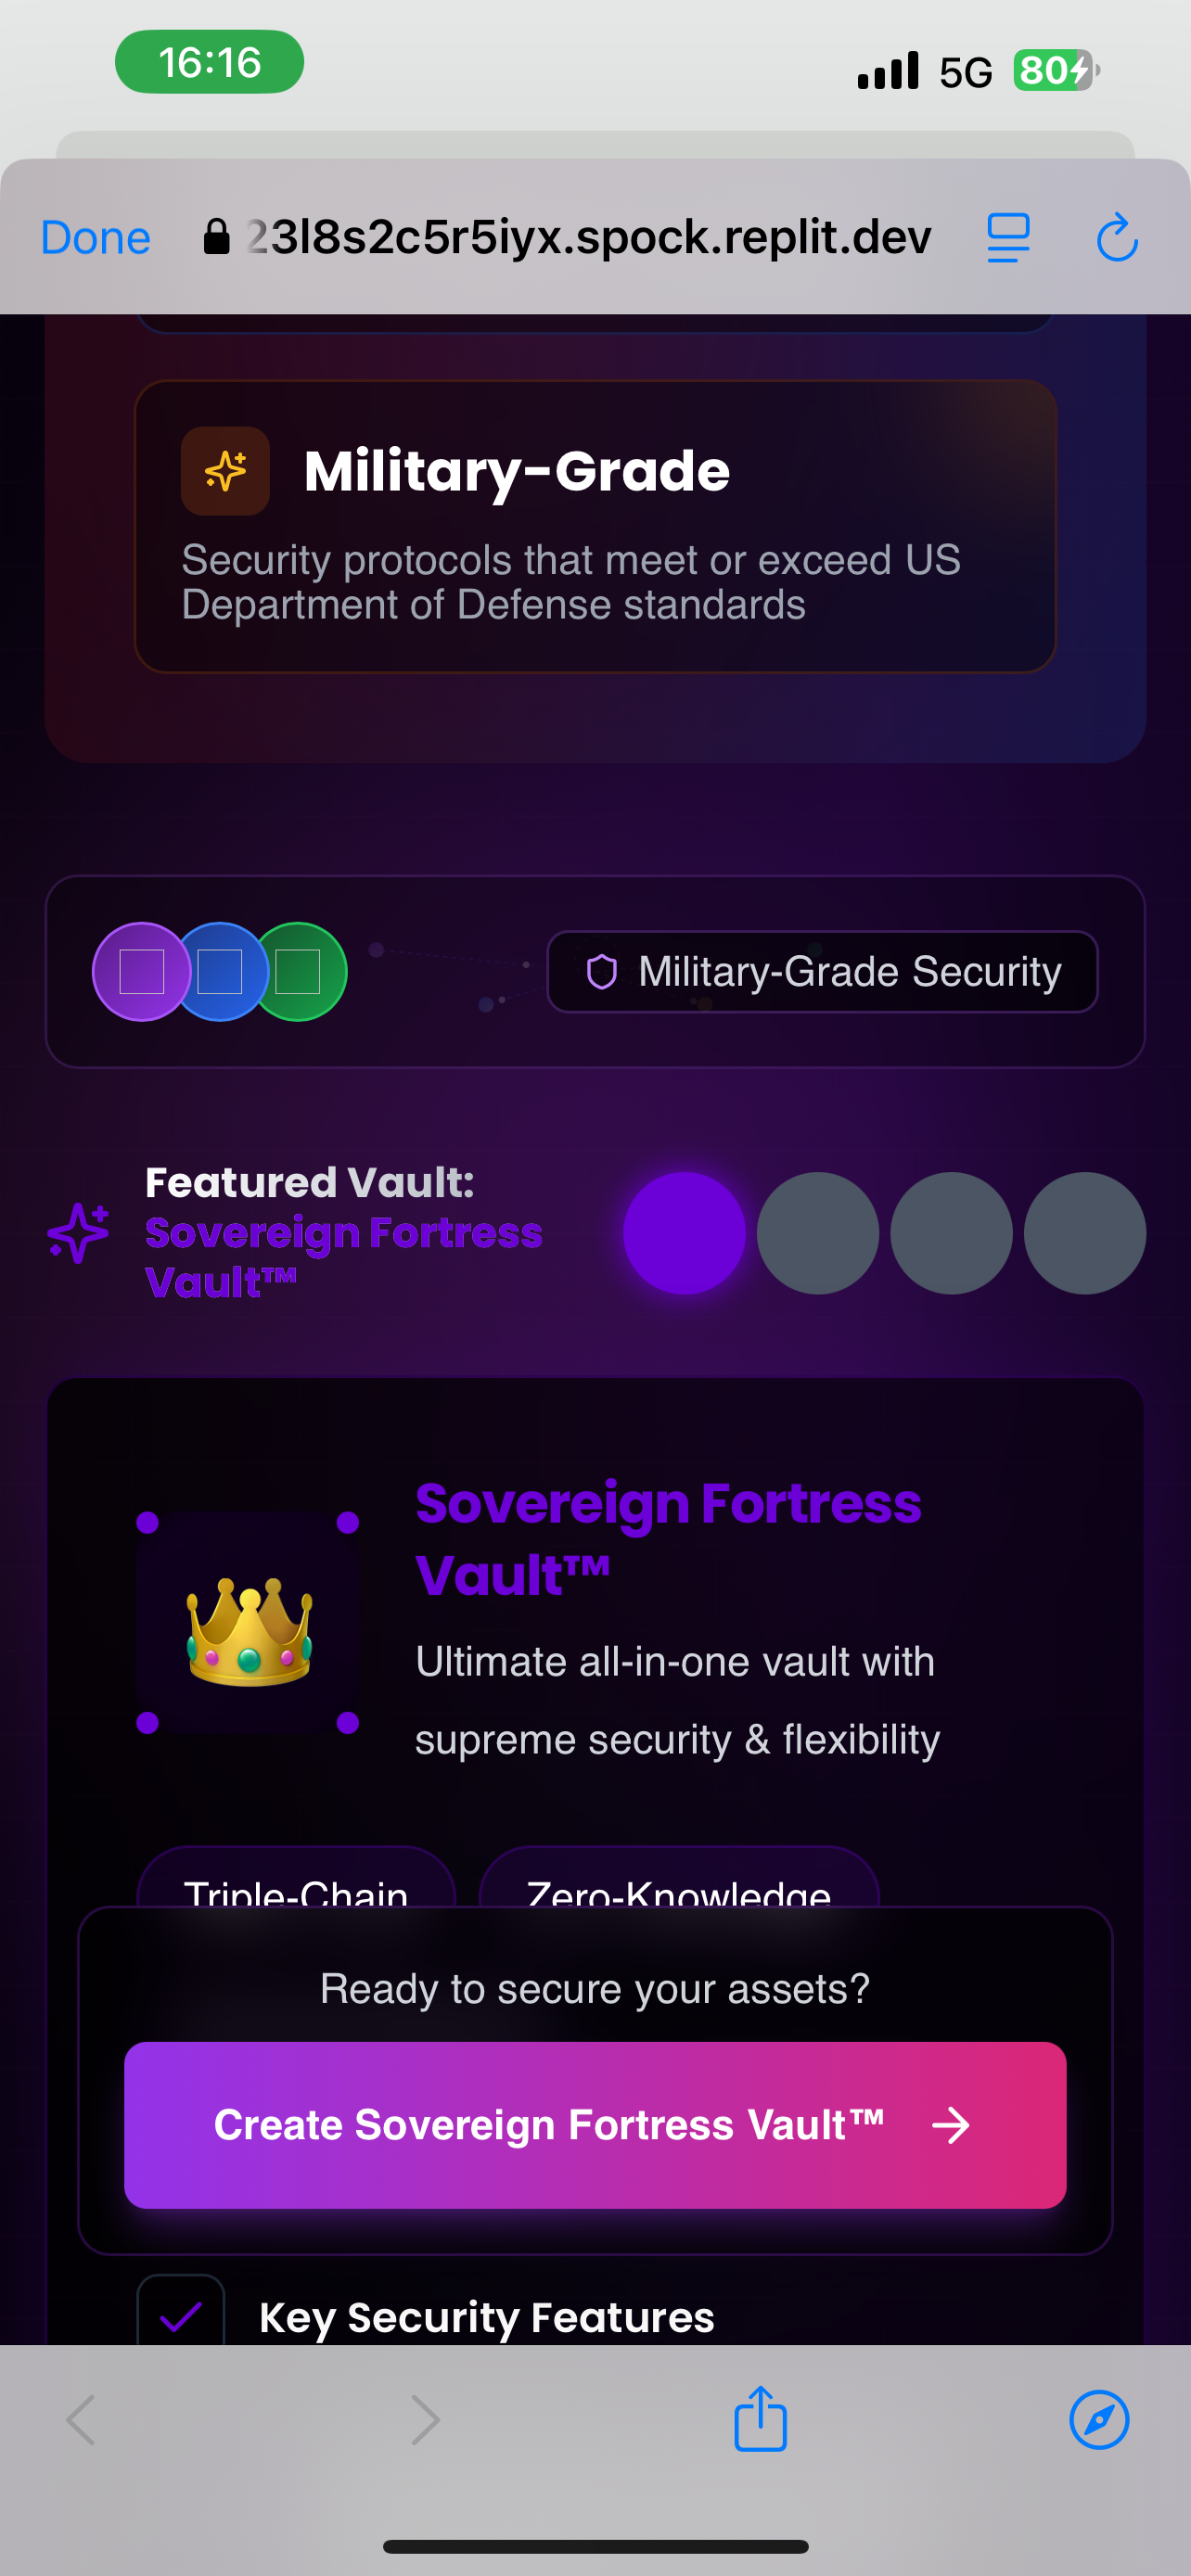 16:16
5G
80
Done
23l8s2c5r5iyx.spock.replit.dev
Military-Grade
Security protocols that meet or exceed US
Department of Defense standards
Military-Grade Security
Featured Vault:
Sovereign Fortress
Vault™
Sovereign Fortress
Vault™
Ultimate all-in-one vault with
supreme security & flexibility
Triple-Chain
Zero-Knowledge
Ready to secure your assets?
Create Sovereign Fortress Vault™
Key Security Features